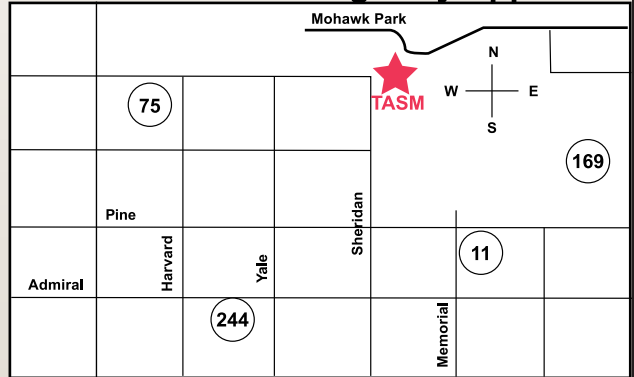 Mohawk Park
N
TASM
W
E
75
S
169
Pine
Sheridan
Harvard
Yale
11
Admiral
244
Memorial